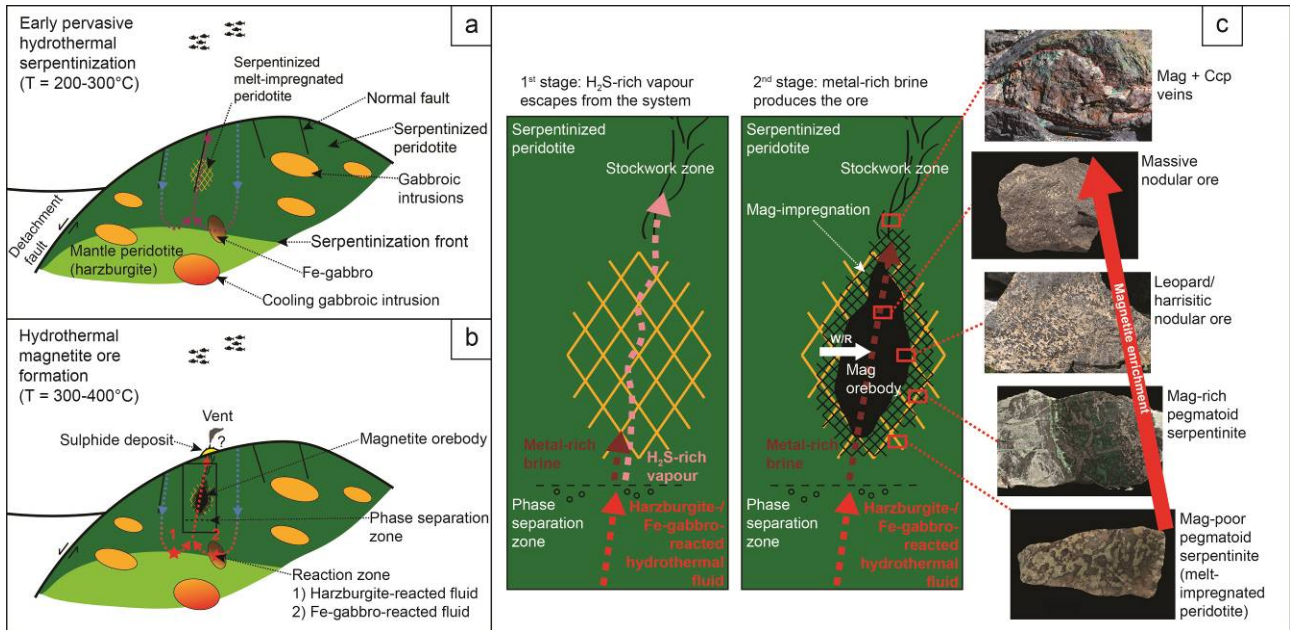 a
Early pervasive
hydrothermal
serpentinization
(T = 200-300°C)
Serpentinized
melt-impregnated
peridotite
Normal fault
Serpentinized
peridotite
Gabbroic
intrusions
Serpentinization front
Fe-gabbro
Cooling gabbroic intrusion
Mantle peridotite
(harzburgite)
Detachment
fault
b
Hydrothermal
magnetite ore
formation
(T = 300-400°C)
Vent
?
Sulphide deposit
Magnetite orebody
Phase separation
zone
1
2
Reaction zone
1) Harzburgite-reacted fluid
2) Fe-gabbro-reacted fluid
c
1st stage: H2S-rich vapour
escapes from the system
Serpentinized
peridotite
Stockwork zone
Metal-rich
brine
H2S-rich
vapour
Phase
separation
zone
Harzburgite-/
Fe-gabbro-
reacted
hydrothermal
fluid
2nd stage: metal-rich brine
produces the ore
Serpentinized
peridotite
Stockwork zone
Mag-impregnation
W/R
Mag
orebody
Metal-rich
brine
Phase
separation
zone
Harzburgite-/
Fe-gabbro-
reacted
hydrothermal
fluid
Mag + Ccp
veins
Massive
nodular ore
Leopard/
harrisitic
nodular ore
Mag-rich
pegmatoid
serpentinite
Mag-poor
pegmatoid
serpentinite
(melt-
impregnated
peridotite)
Magnetite enrichment